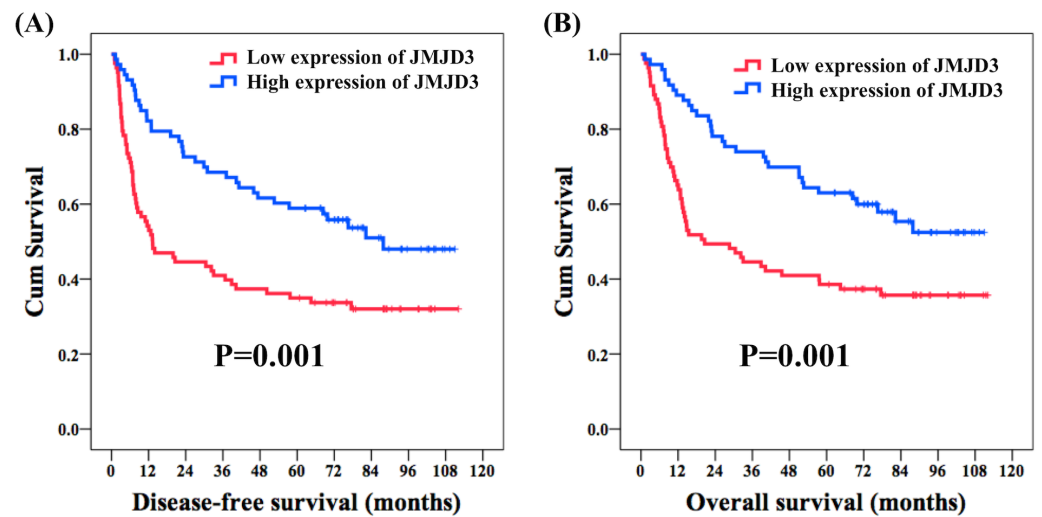 (A)
Low expression of JMJD3
High expression of JMJD3
1.0
0.8
0.6
0.4
0.2
0.0
Cum Survival
P=0.001
0 12 24 36 48 60 72 84 96 108 120
Disease-free survival (months)
(B)
Low expression of JMJD3
High expression of JMJD3
1.0
0.8
0.6
0.4
0.2
0.0
Cum Survival
P=0.001
0 12 24 36 48 60 72 84 96 108 120
Overall survival (months)